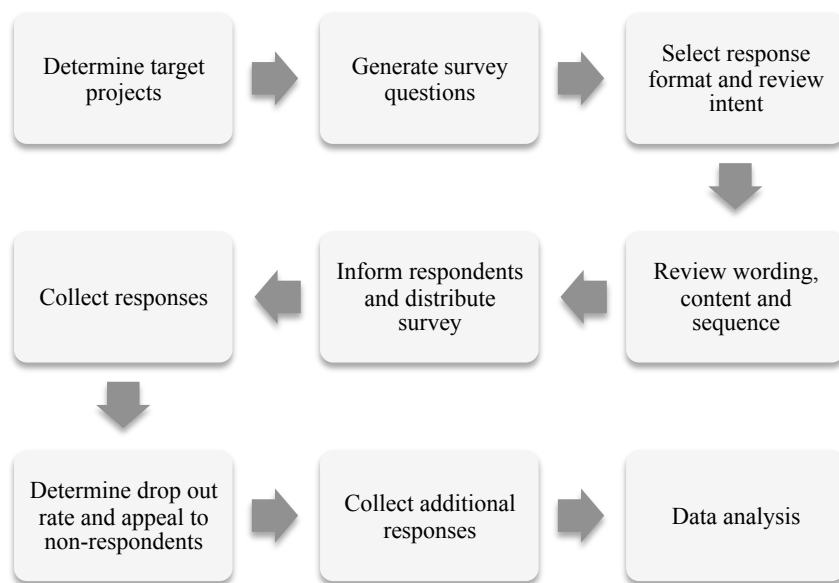 Determine target
projects
Generate survey
questions
Select response
format and review
intent
Review wording,
content and
sequence
Inform respondents
and distribute
survey
Collect responses
Determine drop out
rate and appeal to
non-respondents
Collect additional
responses
Data analysis